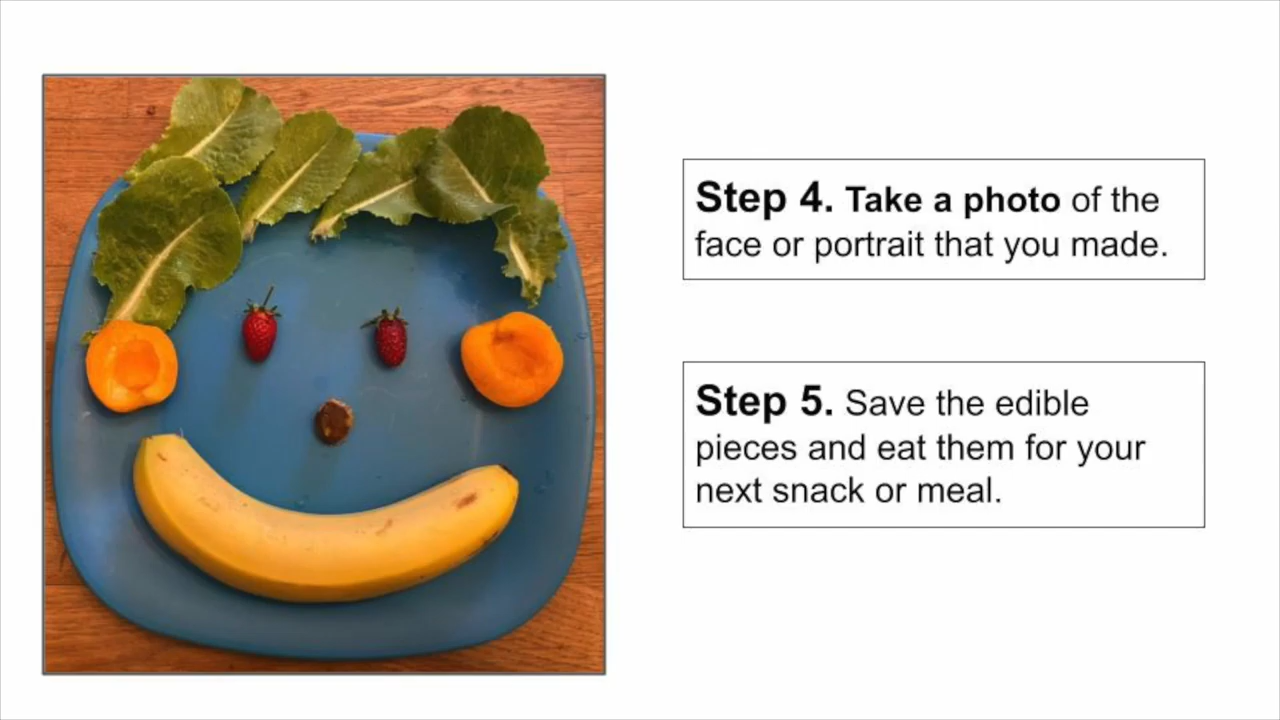 Step 4. Take a photo of the
face or portrait that you made.
Step 5. Save the edible
pieces and eat them for your
next snack or meal.